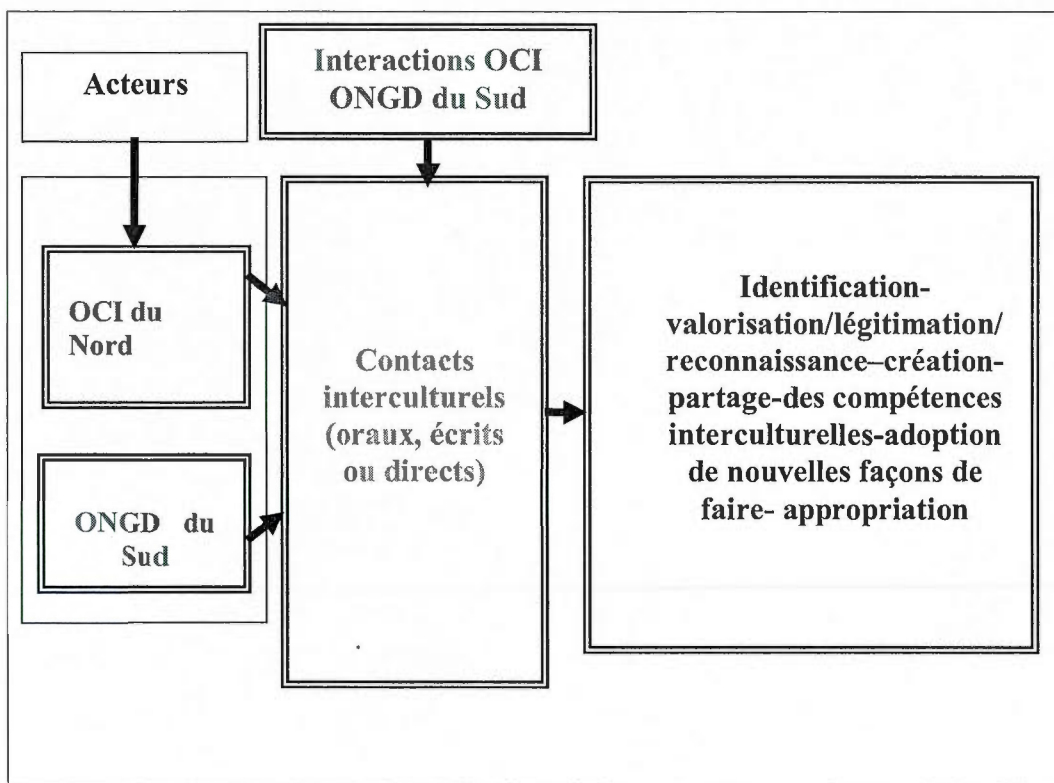 Acteurs
Interactions OCI
ONGD du Sud
OCI du
Nord
ONGD du
Sud
Contacts
interculturels
(oraux, écrits
ou directs)
Identification-
valorisation/légitimation/
reconnaissance–création-
partage-des compétences
interculturelles-adoption
de nouvelles façons de
faire- appropriation